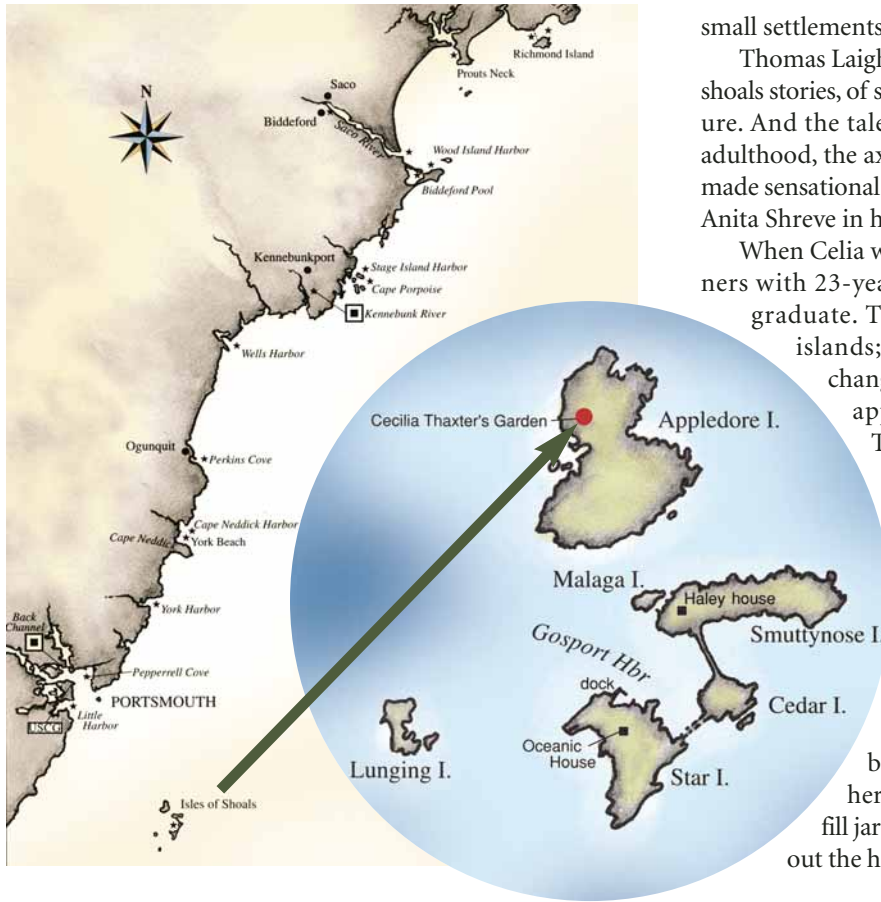 Richmond Island
Prouts Neck
N
Saco
Biddeford
Saco River
Wood Island Harbor
Biddeford Pool
Kennebunkport
Stage Island Harbor
Cape Porpoise
Kennebunk River
Wells Harbor
Ogunquit
Perkins Cove
Cape Neddick Harbor
Cape Neddic
York Beach
York Harbor
Back
Channel
Pepperrell Cove
PORTSMOUTH
Little
Harbor
USCG
Isles of Shoals
Cecilia Thaxter's Garden
Appledore I.
Malaga I.
Haley house
Smuttynose I.
Gosport Hbr
dock
Cedar I.
Oceanic
House
Star I.
Lunging I.
small settlements
Thomas Laigh
shoals stories, of s
ure. And the tale
adulthood, the ax
made sensational
Anita Shreve in h
When Celia w
ners with 23-yea
graduate. T
islands;
chang
app
T
b
her
fill jar
out the h